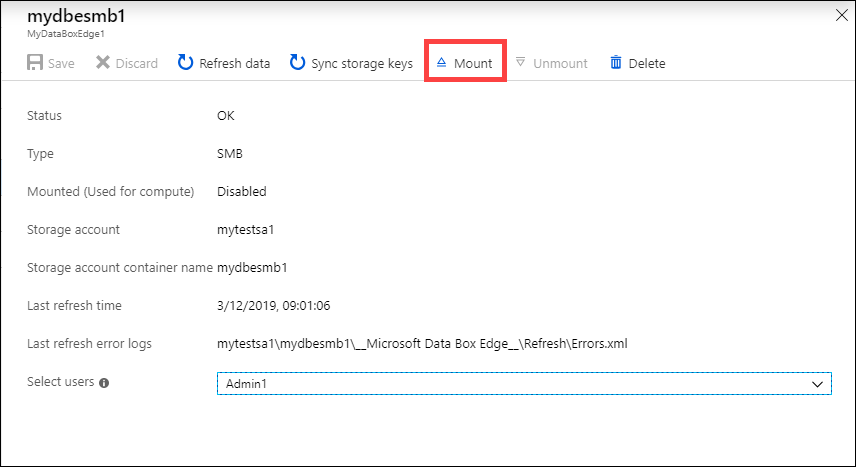 mydbesmb1
MyDataBoxEdge1
Save Discard Refresh data Sync storage keys Mount Unmount Delete
Status OK
Type SMB
Mounted (Used for compute) Disabled
Storage account mytestsa1
Storage account container name mydbesmb1
Last refresh time 3/12/2019, 09:01:06
Last refresh error logs mytestsa1\mydbesmb1\__Microsoft Data Box Edge__\Refresh\Errors.xml
Select users Admin1